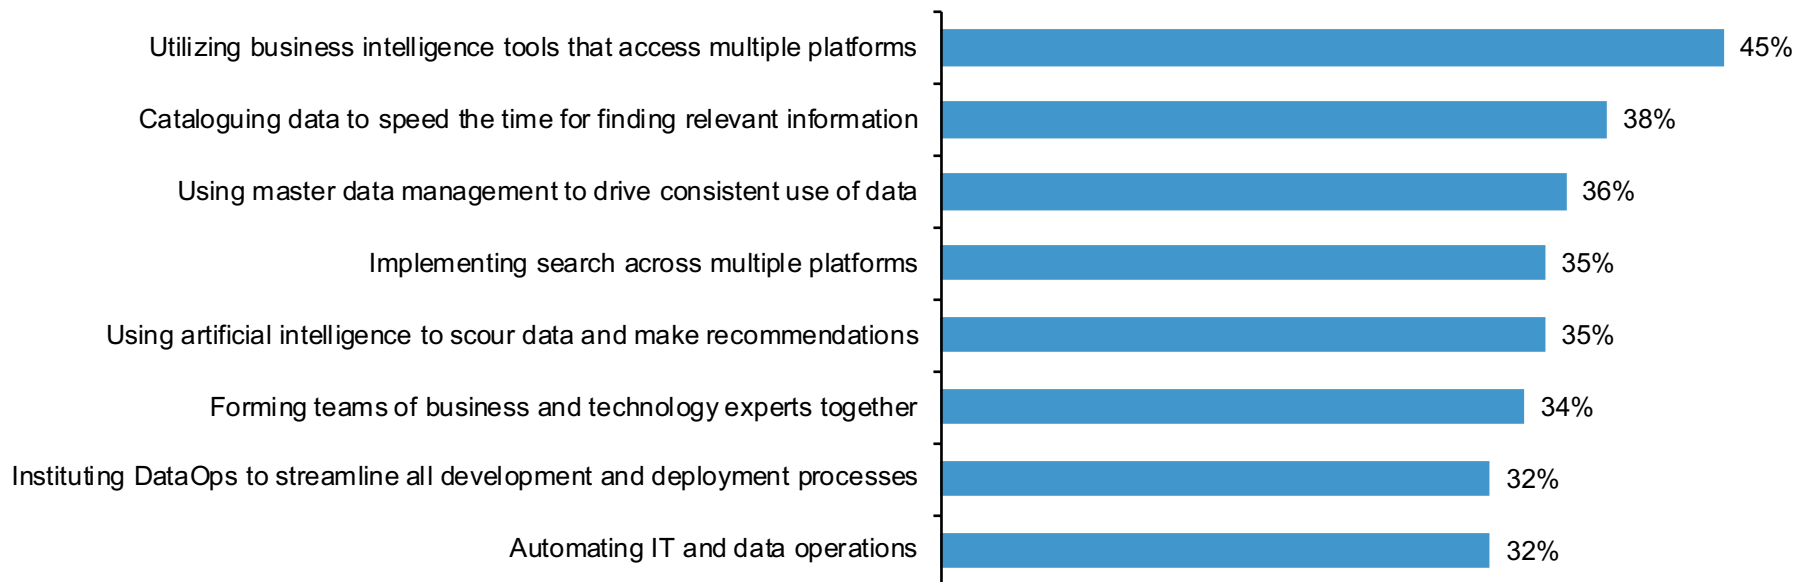 Utilizing business intelligence tools that access multiple platforms 45%
Cataloguing data to speed the time for finding relevant information 38%
Using master data management to drive consistent use of data 36%
Implementing search across multiple platforms 35%
Using artificial intelligence to scour data and make recommendations 35%
Forming teams of business and technology experts together 34%
Instituting DataOps to streamline all development and deployment processes 32%
Automating IT and data operations 32%